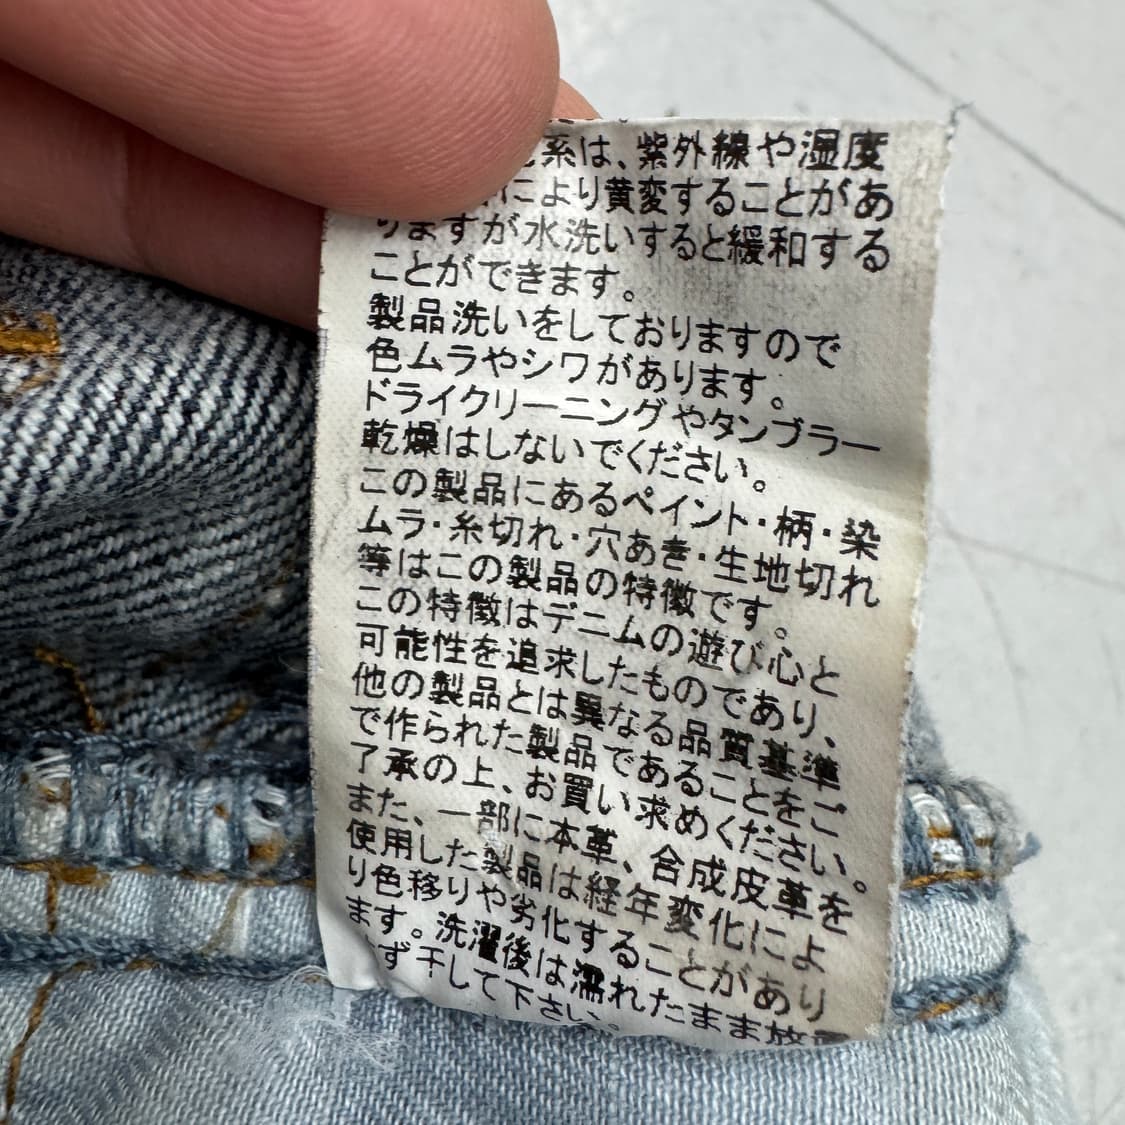 系は、紫外線や湿度
により黄変することがあ
りますが水洗いすると緩和する
ことができます。
製品洗いをしておりますので
色ムラやシワがあります。
ドライクリーニングやタンブラー
乾燥はしないでください。
この製品にあるペイント・柄・染
ムラ・糸切れ・穴あき・生地切れ
等はこの製品の特徴です。
この特徴はデニムの遊び心と
可能性を追求したものであり、
他の製品とは異なる品質基準
で作られた製品であることをご
了承の上、お買い求めください。
また、一部に本革、合成皮革を
使用した製品は経年変化によ
り色移りや劣化することがあり
ます。洗濯後は濡れたまま放置
ず干して下さい。